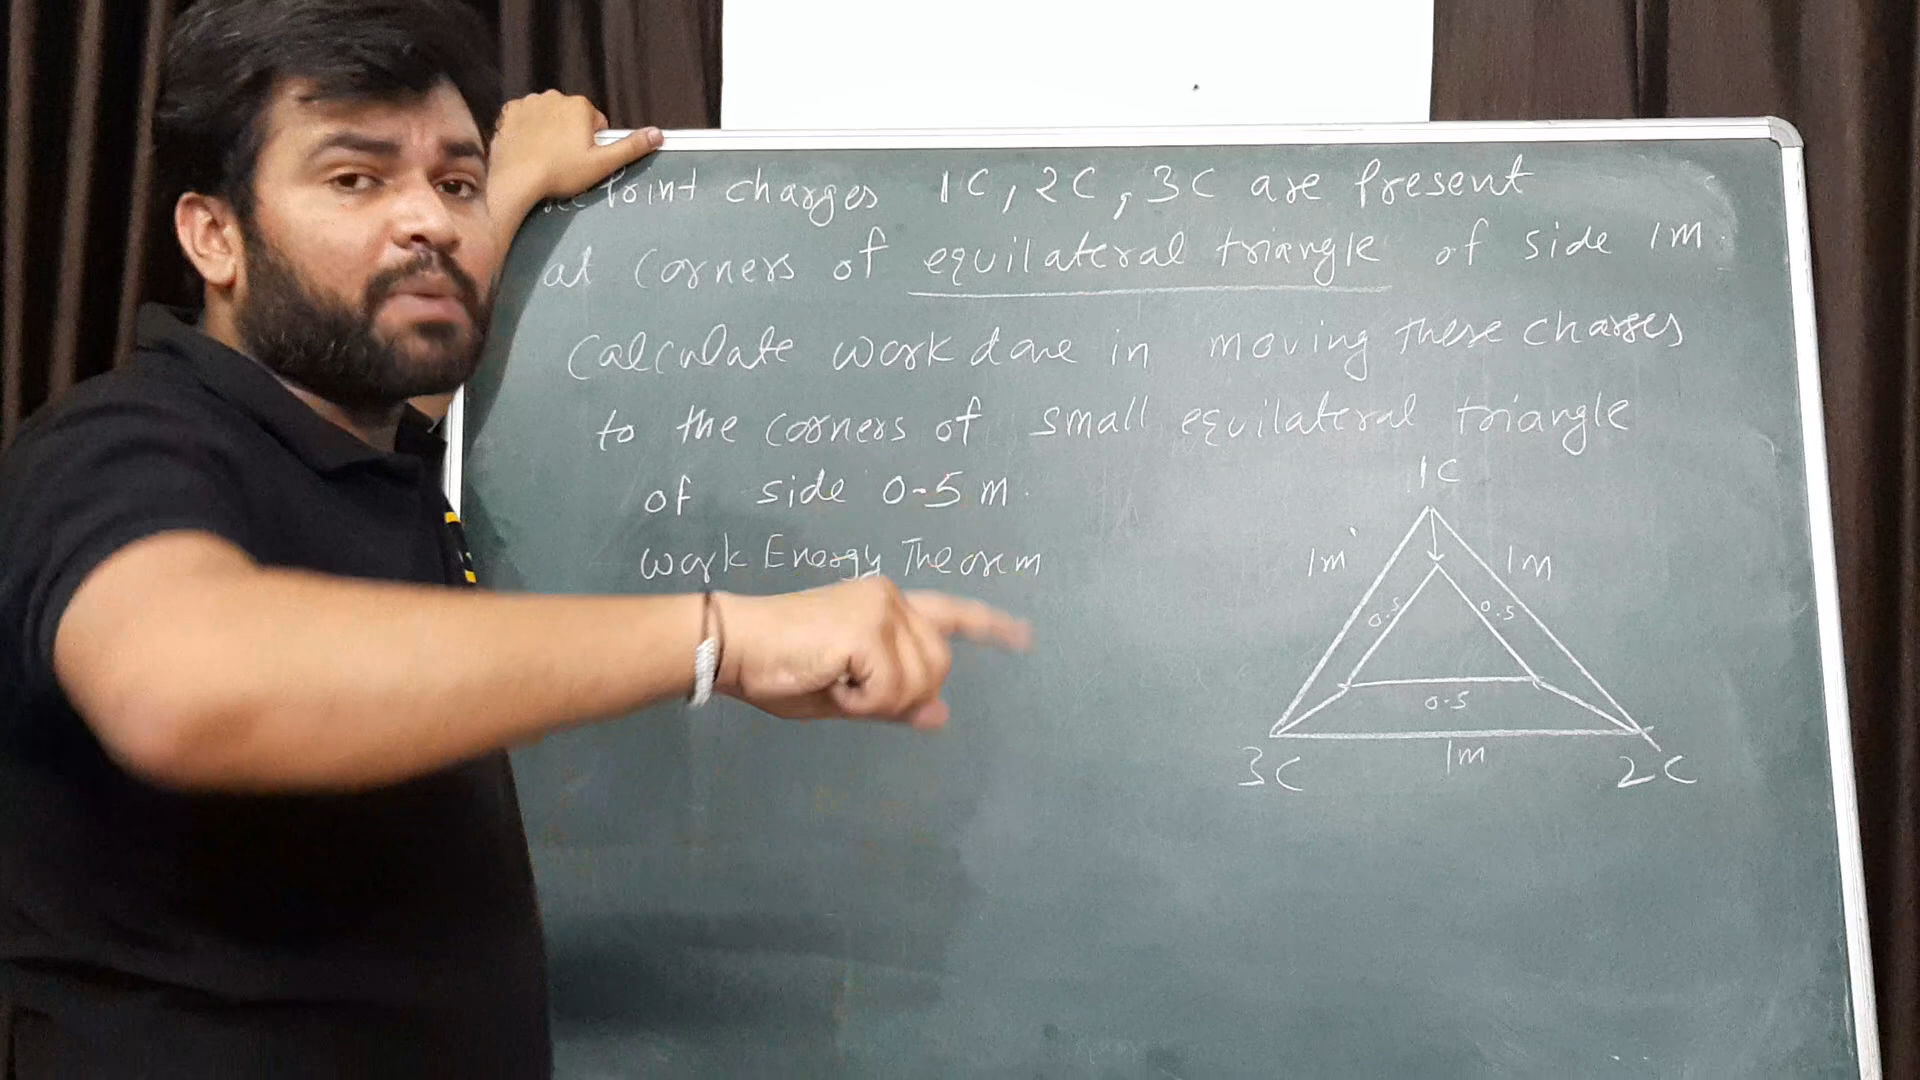 Point charges 1C, 2C, 3C are Present
at corners of equilateral triangle of side 1m.
Calculate work done in moving these charges
to the corners of small equilateral triangle
of side 0.5 m.
Work Energy Theorem
1C
1m
1m
0.5
0.5
0.5
1m
3C
2C